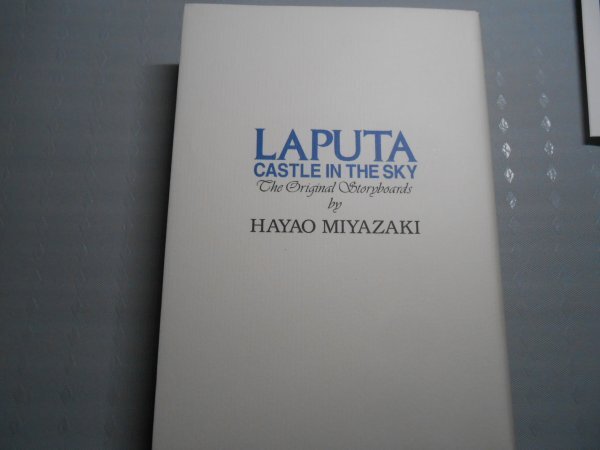 LAPUTA
CASTLE IN THE SKY
The Original Storyboards
by
HAYAO MIYAZAKI